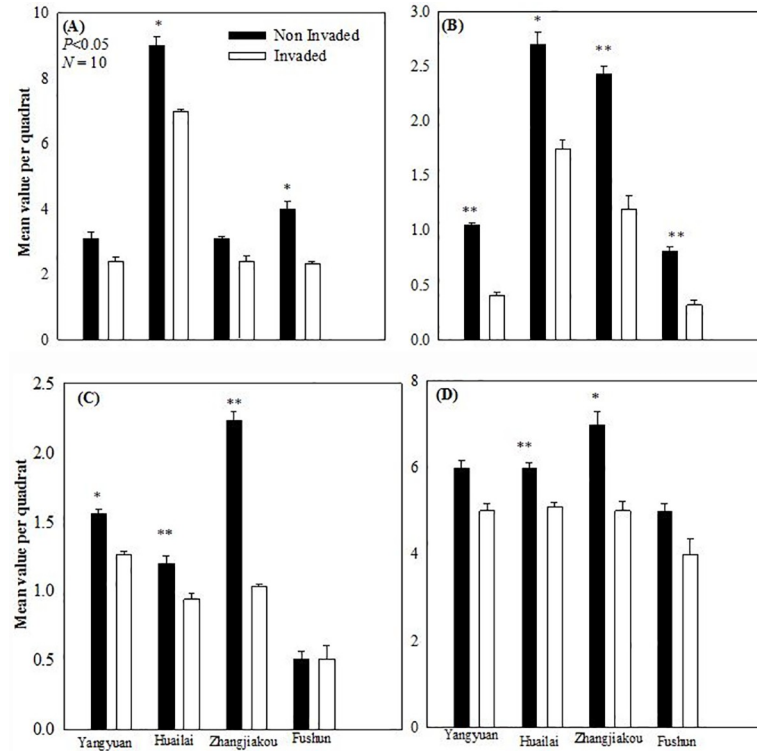 (A)
P<0.05
N = 10
Non Invaded
Invaded
*
*
10
8
6
4
2
0
Mean value per quadrat
(B)
*
**
**
**
3.0
2.5
2.0
1.5
1.0
0.5
0.0
(C)
**
*
**
2.5
2.0
1.5
1.0
0.5
0.0
Mean value per quadrat
Yangyuan Huailai Zhangjiakou Fushun
(D)
*
**
8
6
4
2
0
Yangyuan Huailai Zhangjiakou Fushun